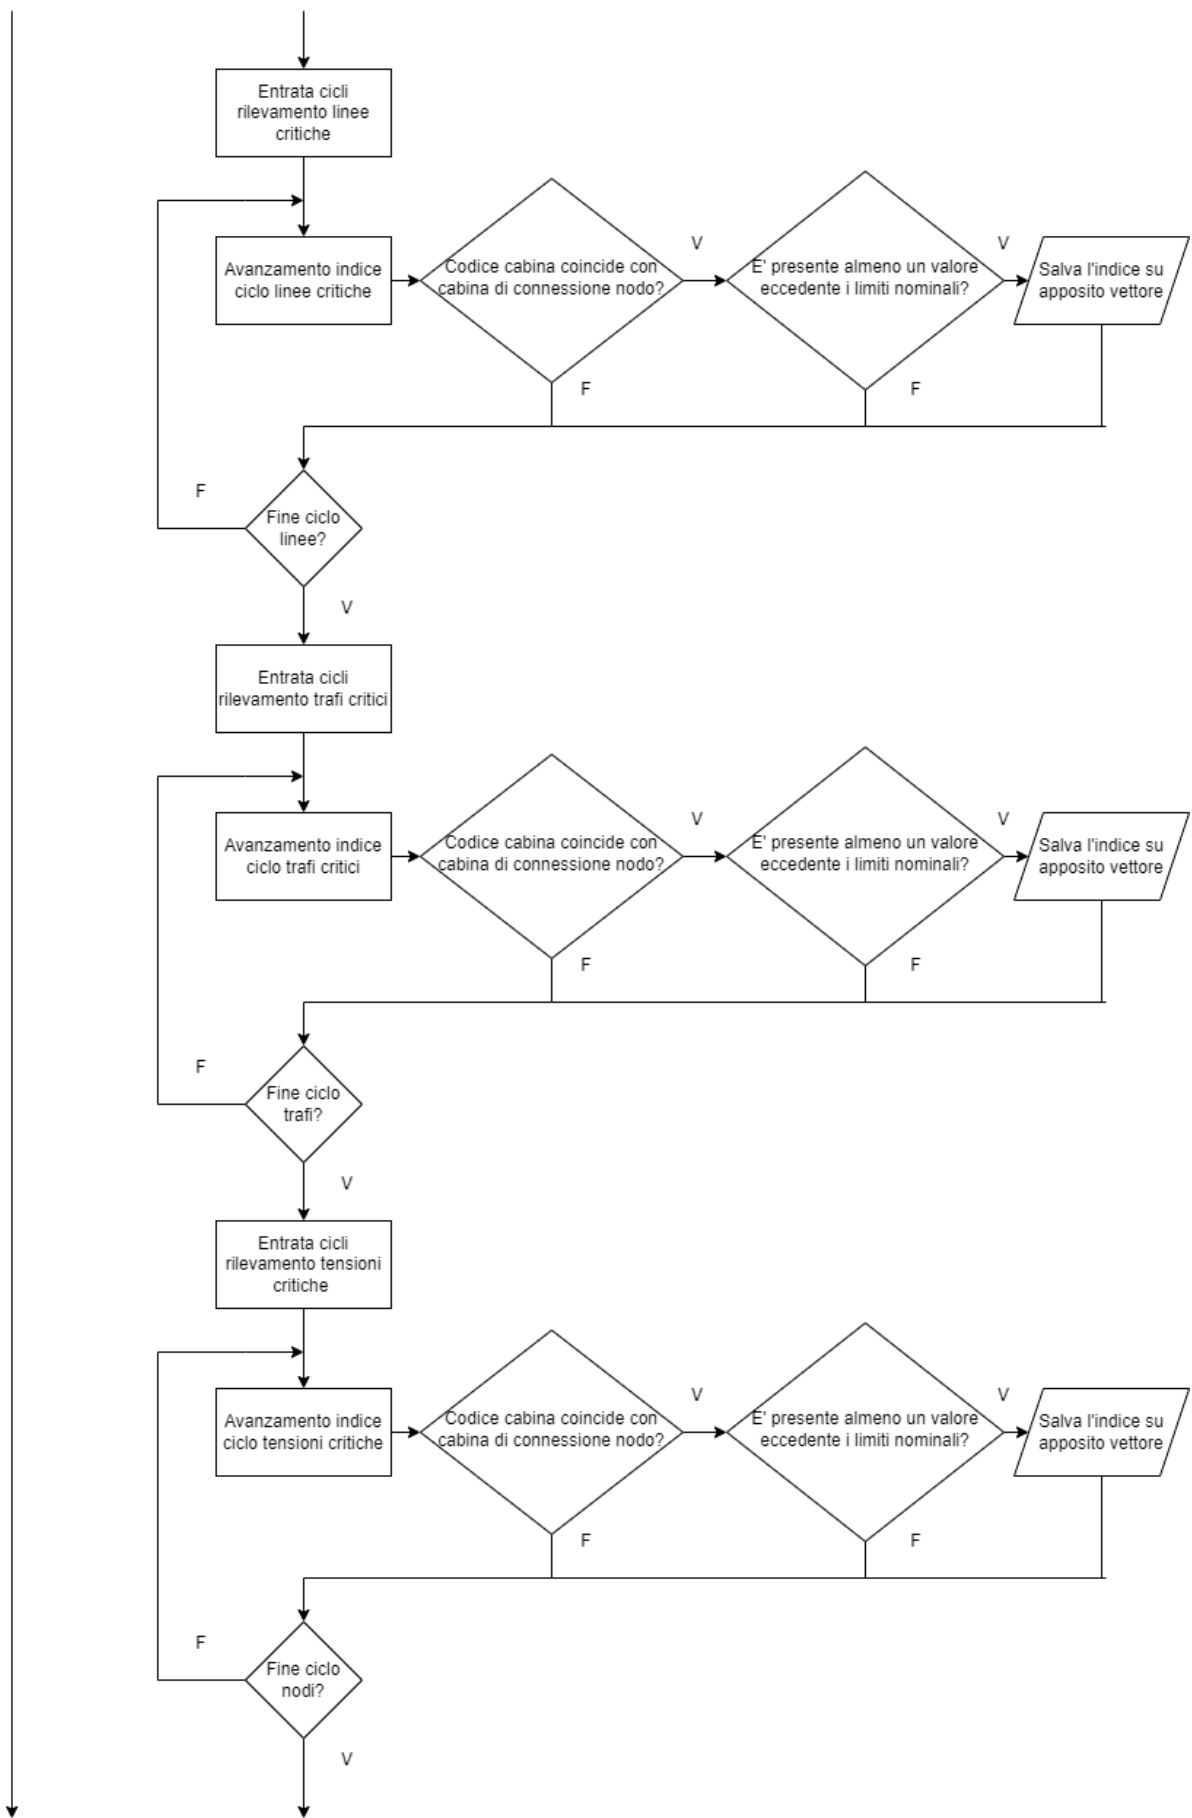 Entrata cicli
rilevamento linee
critiche
Avanzamento indice
ciclo linee critiche
Codice cabina coincide con
cabina di connessione nodo?
V
E' presente almeno un valore
eccedente i limiti nominali?
V
Salva l'indice su
apposito vettore
F
F
F
Fine ciclo
linee?
V
Entrata cicli
rilevamento trafi critici
Avanzamento indice
ciclo trafi critici
Codice cabina coincide con
cabina di connessione nodo?
V
E' presente almeno un valore
eccedente i limiti nominali?
V
Salva l'indice su
apposito vettore
F
F
F
Fine ciclo
trafi?
V
Entrata cicli
rilevamento tensioni
critiche
Avanzamento indice
ciclo tensioni critiche
Codice cabina coincide con
cabina di connessione nodo?
V
E' presente almeno un valore
eccedente i limiti nominali?
V
Salva l'indice su
apposito vettore
F
F
F
Fine ciclo
nodi?
V